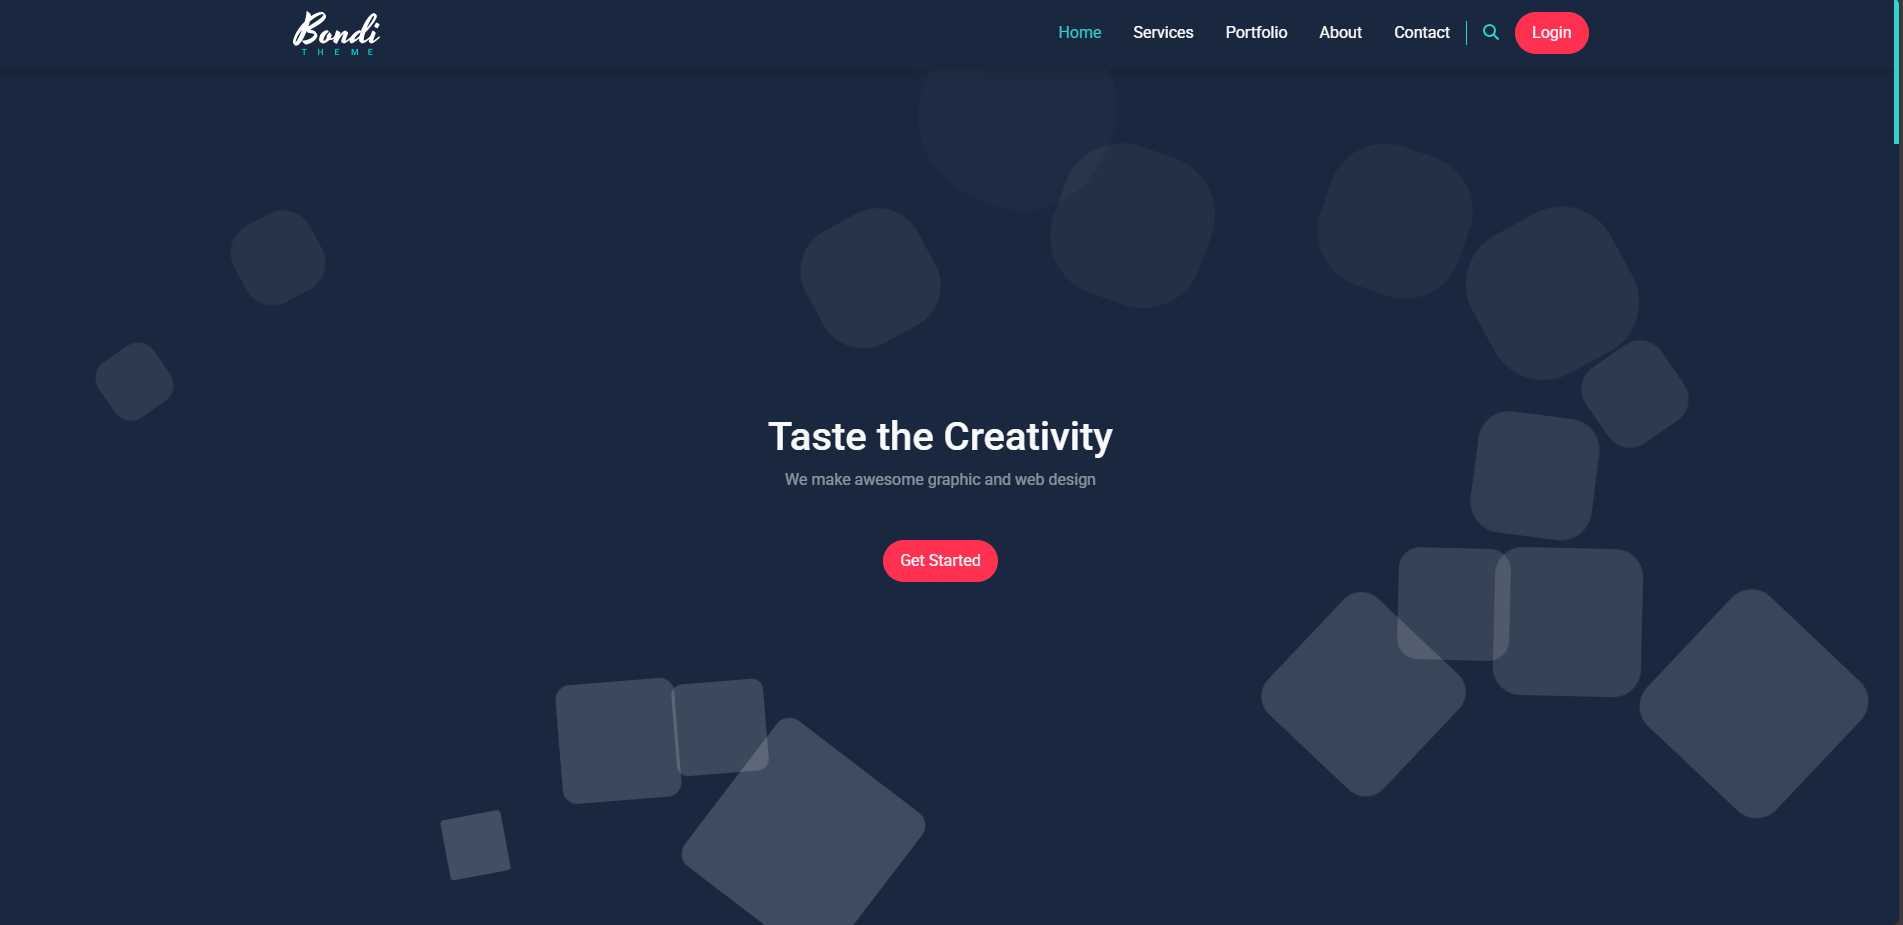 Bondi
THEME
Home Services Portfolio About Contact Login
Taste the Creativity
We make awesome graphic and web design
Get Started